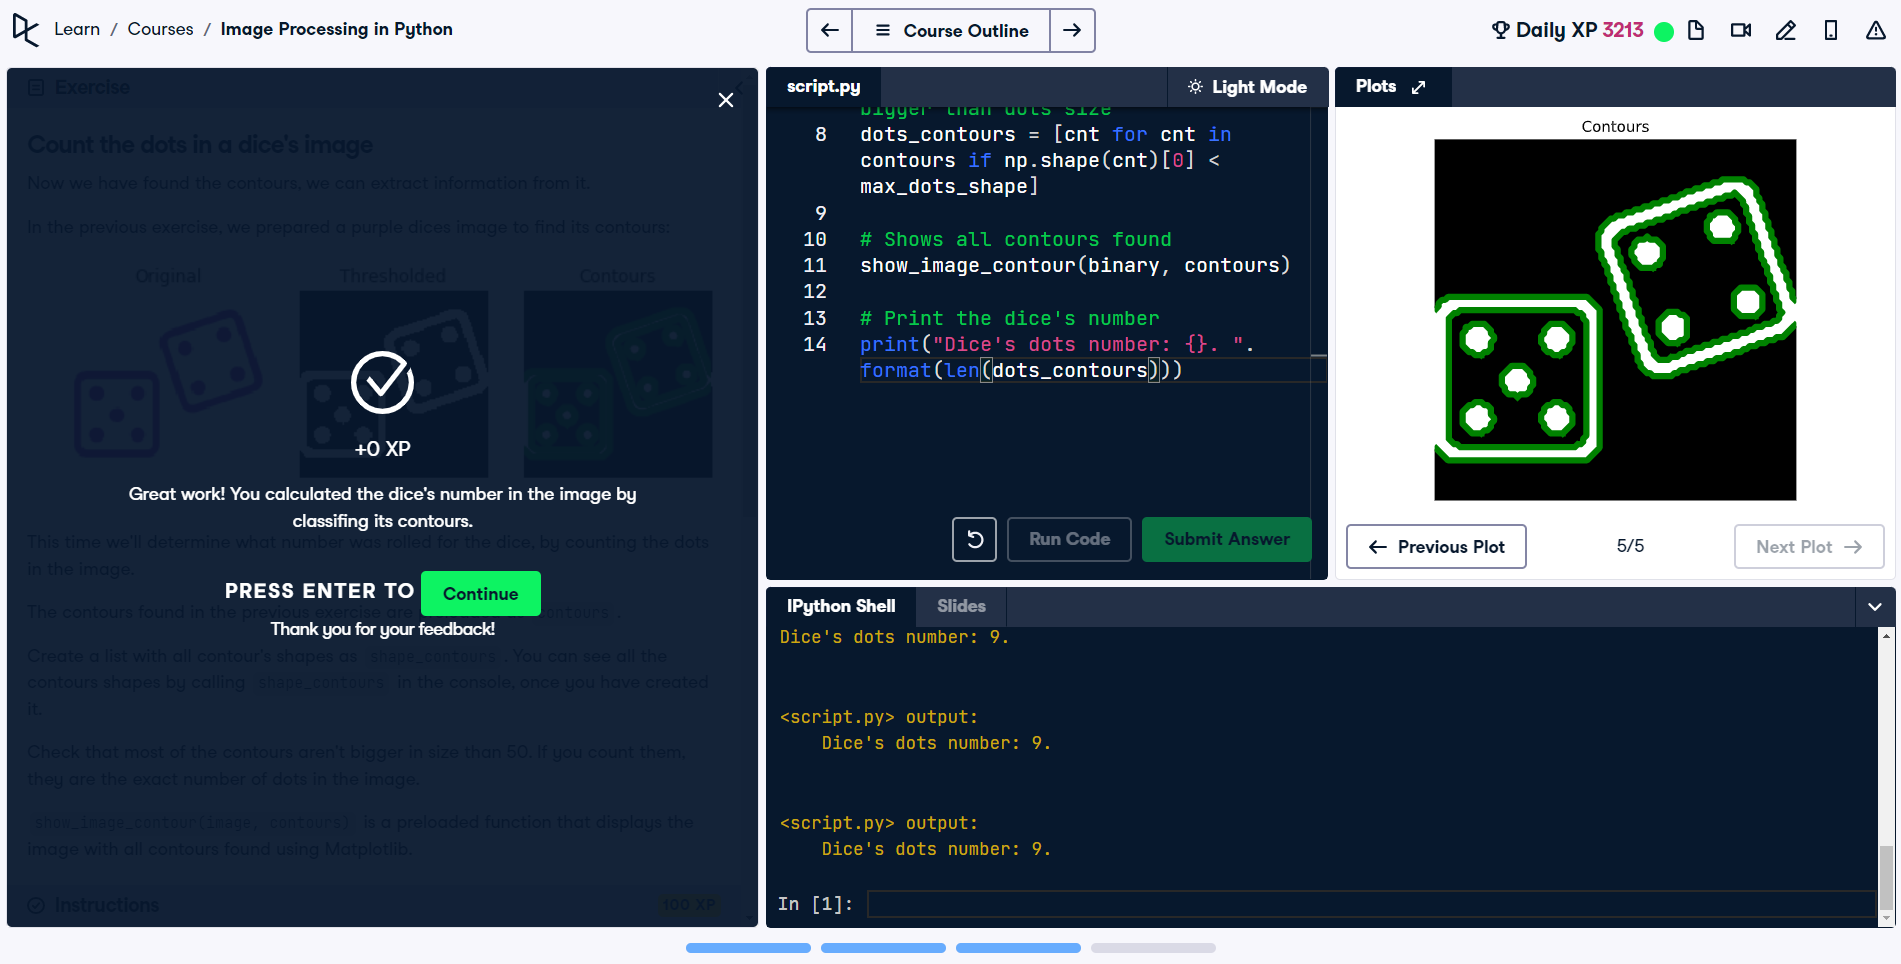 Learn / Courses / Image Processing in Python
Course Outline
Daily XP 3213
Exercise
Count the dots in a dice's image
Now we have found the contours, we can extract information from it.
In the previous exercise, we prepared a purple dices image to find its contours:
Original Thresholded Contours
+0 XP
Great work! You calculated the dice's number in the image by
classifing its contours.
This time we'll determine what number was rolled for the dice, by counting the dots
in the image.
PRESS ENTER TO Continue
The contours found in the previous exercise are contours .
Thank you for your feedback!
Create a list with all contour's shapes as shape_contours . You can see all the
contours shapes by calling shape_contours in the console, once you have created
it.
Check that most of the contours aren't bigger in size than 50. If you count them,
they are the exact number of dots in the image.
show_image_contour(image, contours) is a preloaded function that displays the
image with all contours found using Matplotlib.
Instructions 100 XP
script.py
Light Mode
bigger than dots size
8 dots_contours = [cnt for cnt in
contours if np.shape(cnt)[0] <
max_dots_shape]
9
10 # Shows all contours found
11 show_image_contour(binary, contours)
12
13 # Print the dice's number
14 print("Dice's dots number: {}. ".
format(len(dots_contours)))
Run Code
Submit Answer
Plots
Contours
Previous Plot
5/5
Next Plot
IPython Shell
Slides
Dice's dots number: 9.
<script.py> output:
Dice's dots number: 9.
<script.py> output:
Dice's dots number: 9.
In [1]: